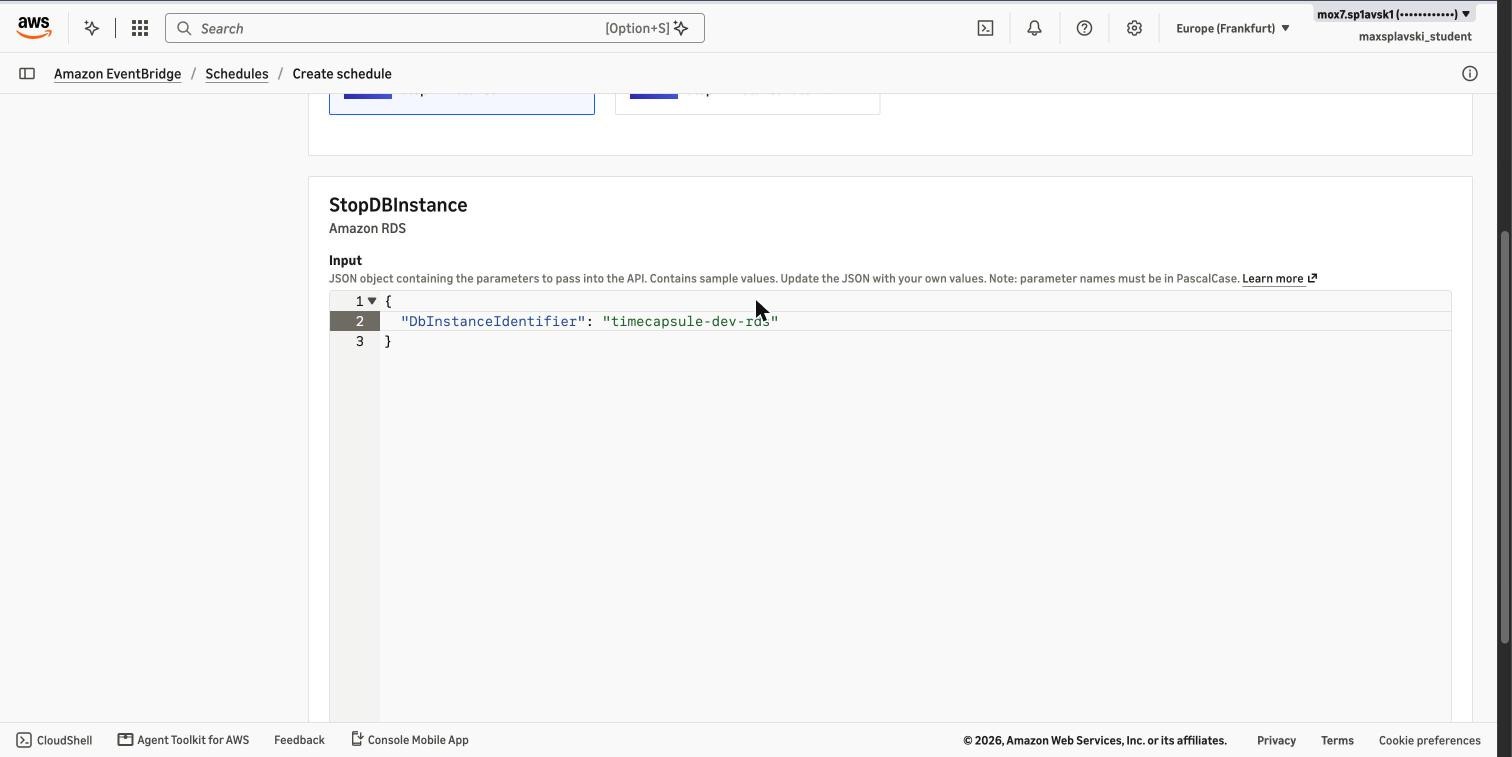 aws
Search
[Option+S]
Europe (Frankfurt)
mox7.sp1avsk1 (••••••••••••)
maxsplavski_student
Amazon EventBridge / Schedules / Create schedule
StopDBInstance
Amazon RDS
Input
JSON object containing the parameters to pass into the API. Contains sample values. Update the JSON with your own values. Note: parameter names must be in PascalCase. Learn more
1 {
2 "DbInstanceIdentifier": "timecapsule-dev-rds"
3 }
CloudShell
Agent Toolkit for AWS
Feedback
Console Mobile App
© 2026, Amazon Web Services, Inc. or its affiliates.
Privacy
Terms
Cookie preferences